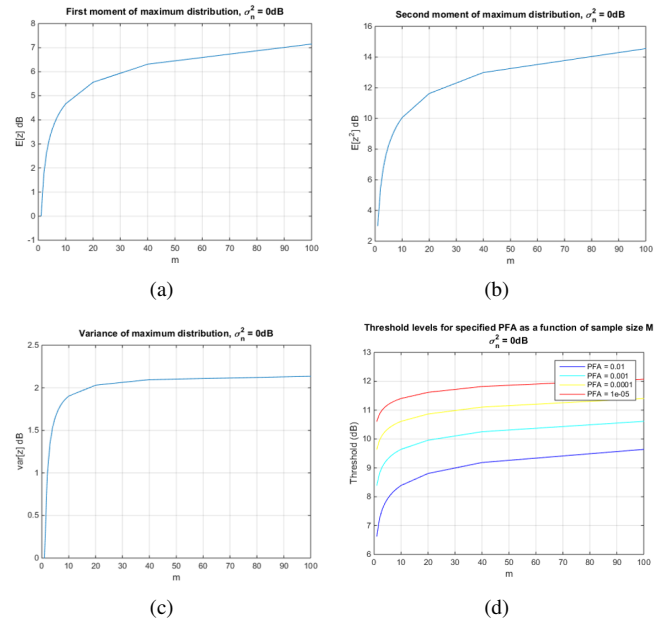 First moment of maximum distribution, σ²ₙ = 0dB
8
7
6
5
4
3
2
1
0
-1
E[z] dB
0 10 20 30 40 50 60 70 80 90 100
m
(a)
Second moment of maximum distribution, σ²ₙ = 0dB
16
14
12
10
8
6
4
2
E[z²] dB
0 10 20 30 40 50 60 70 80 90 100
m
(b)
Variance of maximum distribution, σ²ₙ = 0dB
2.5
2
1.5
1
0.5
0
var[z] dB
0 10 20 30 40 50 60 70 80 90 100
m
(c)
Threshold levels for specified PFA as a function of sample size M
σ²ₙ = 0dB
13
12
11
10
9
8
7
6
Threshold (dB)
PFA = 0.01
PFA = 0.001
PFA = 0.0001
PFA = 1e-05
0 10 20 30 40 50 60 70 80 90 100
m
(d)